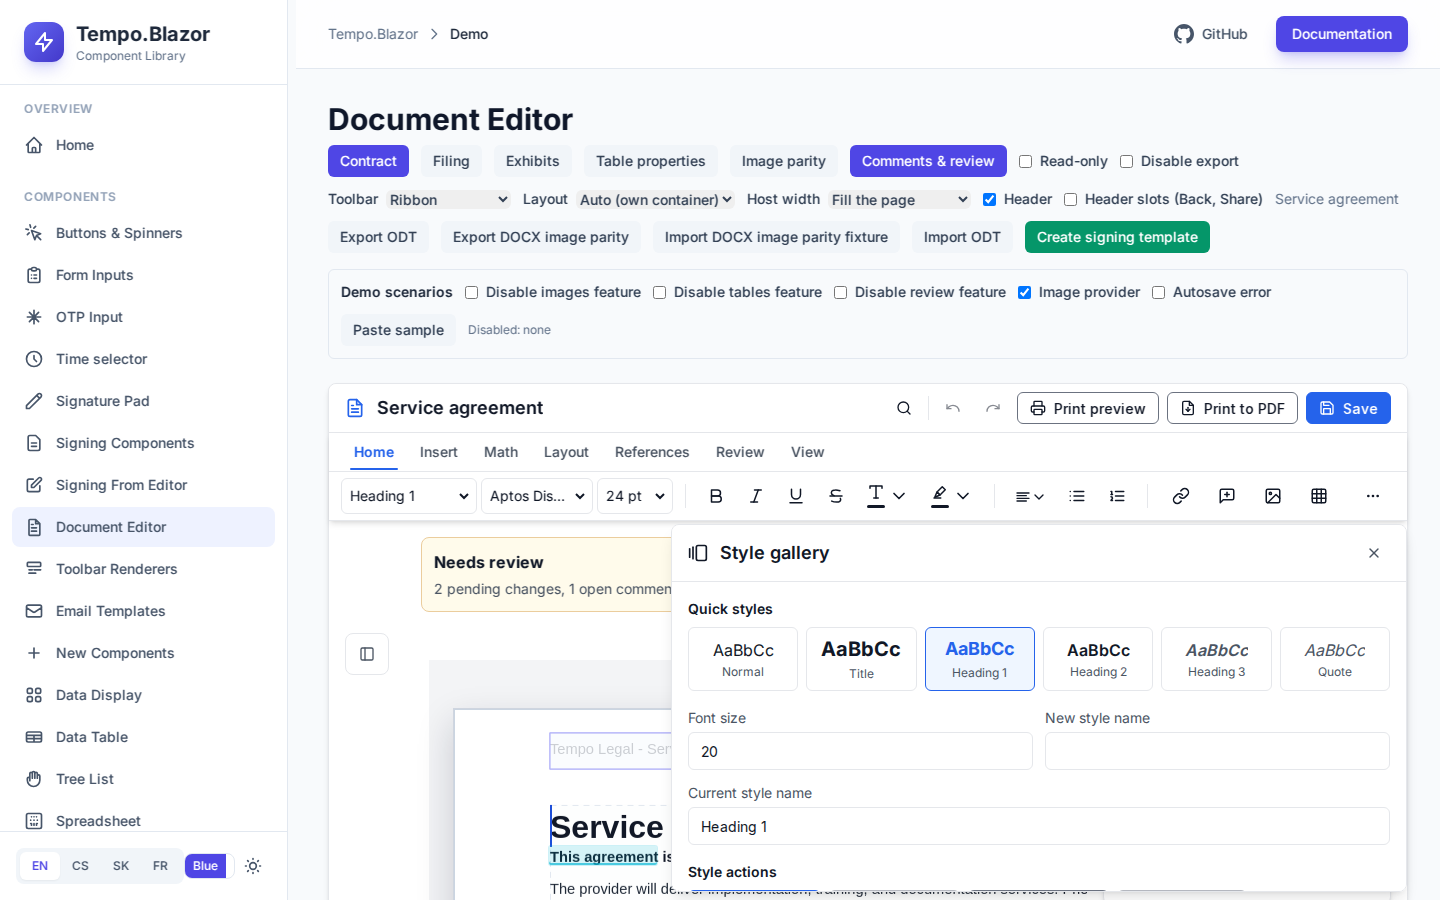 Tempo.Blazor
Component Library
OVERVIEW
Home
COMPONENTS
Buttons & Spinners
Form Inputs
OTP Input
Time selector
Signature Pad
Signing Components
Signing From Editor
Document Editor
Toolbar Renderers
Email Templates
New Components
Data Display
Data Table
Tree List
Spreadsheet
EN CS SK FR Blue
Tempo.Blazor > Demo
GitHub
Documentation
Document Editor
Contract Filing Exhibits Table properties Image parity Comments & review Read-only Disable export
Toolbar Ribbon Layout Auto (own container) Host width Fill the page Header Header slots (Back, Share) Service agreement
Export ODT Export DOCX image parity Import DOCX image parity fixture Import ODT Create signing template
Demo scenarios Disable images feature Disable tables feature Disable review feature Image provider Autosave error
Paste sample Disabled: none
Service agreement
Print preview Print to PDF Save
Home Insert Math Layout References Review View
Heading 1 Aptos Dis... 24 pt
Needs review
2 pending changes, 1 open commen
Tempo Legal - Ser
Service
This agreement is
The provider will deliver implementation, training, and documentation services.
Style gallery
Quick styles
AaBbCc AaBbCc AaBbCc AaBbCc AaBbCc AaBbCc
Normal Title Heading 1 Heading 2 Heading 3 Quote
Font size New style name
20
Current style name
Heading 1
Style actions